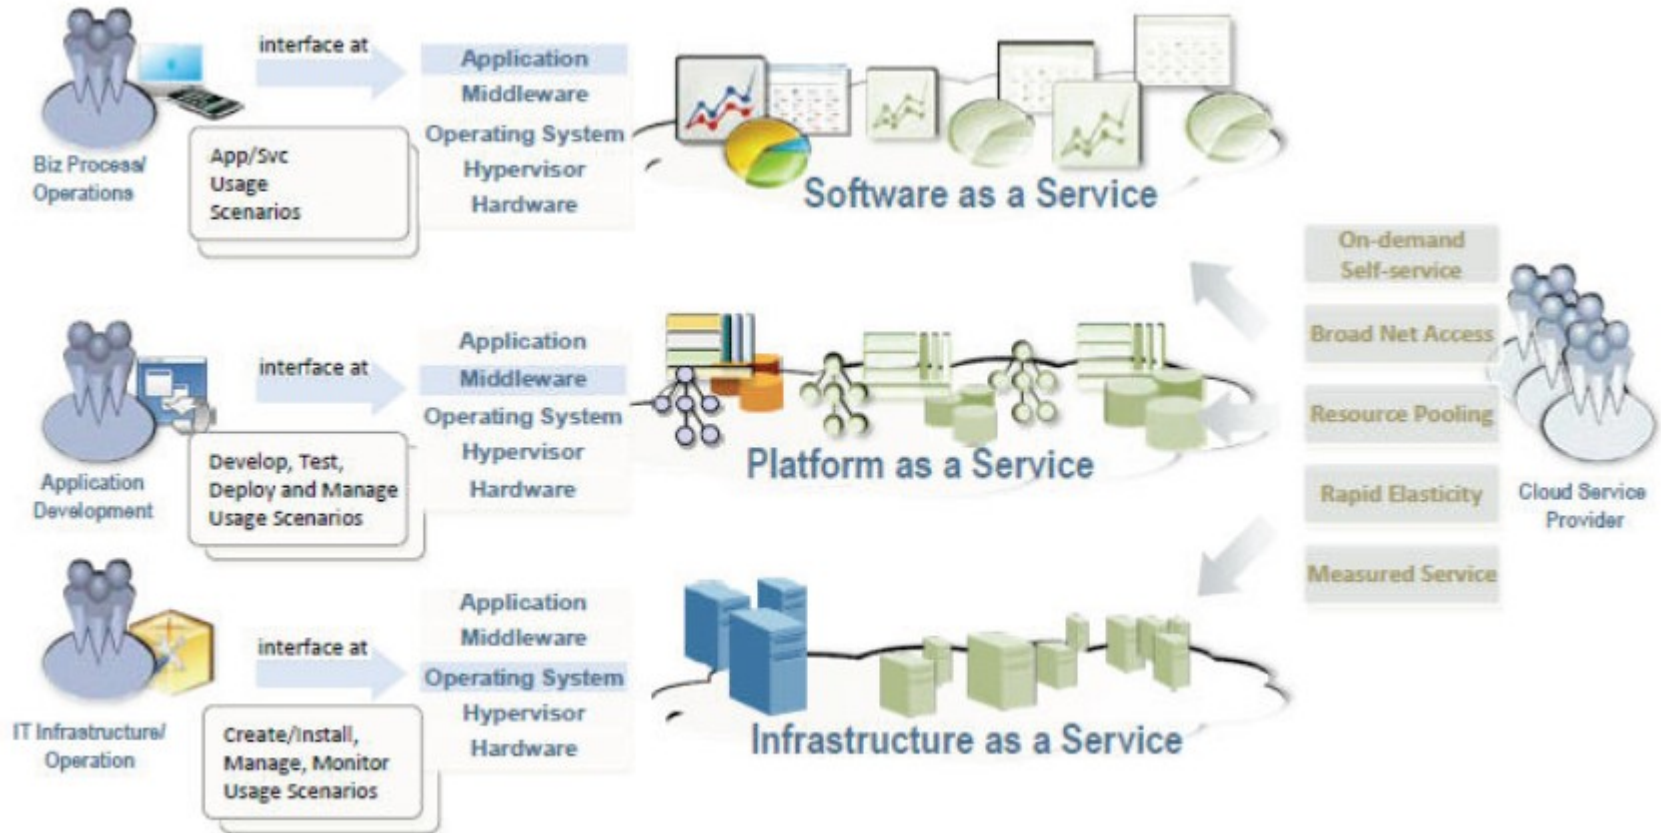 interface at
Application
Middleware
Operating System
Hypervisor
Hardware
Biz Process/
Operations
App/Svc
Usage
Scenarios
Software as a Service
interface at
Application
Middleware
Operating System
Hypervisor
Hardware
Application
Development
Develop, Test,
Deploy and Manage
Usage Scenarios
Platform as a Service
interface at
Application
Middleware
Operating System
Hypervisor
Hardware
IT Infrastructure/
Operation
Create/Install,
Manage, Monitor
Usage Scenarios
Infrastructure as a Service
On-demand
Self-service
Broad Net Access
Resource Pooling
Rapid Elasticity
Measured Service
Cloud Service
Provider